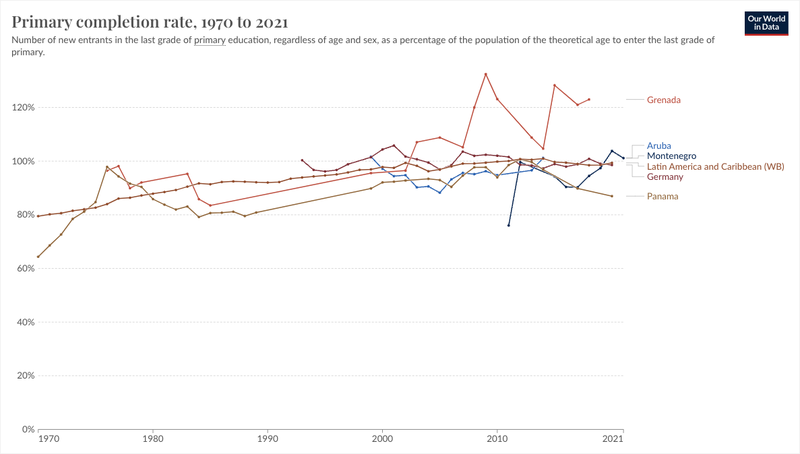 Primary completion rate, 1970 to 2021
Our World
in Data
Number of new entrants in the last grade of primary education, regardless of age and sex, as a percentage of the population of the theoretical age to enter the last grade of
primary.
120%
100%
80%
60%
40%
20%
0%
1970
1980
1990
2000
2010
2021
Grenada
Aruba
Montenegro
Latin America and Caribbean (WB)
Germany
Panama